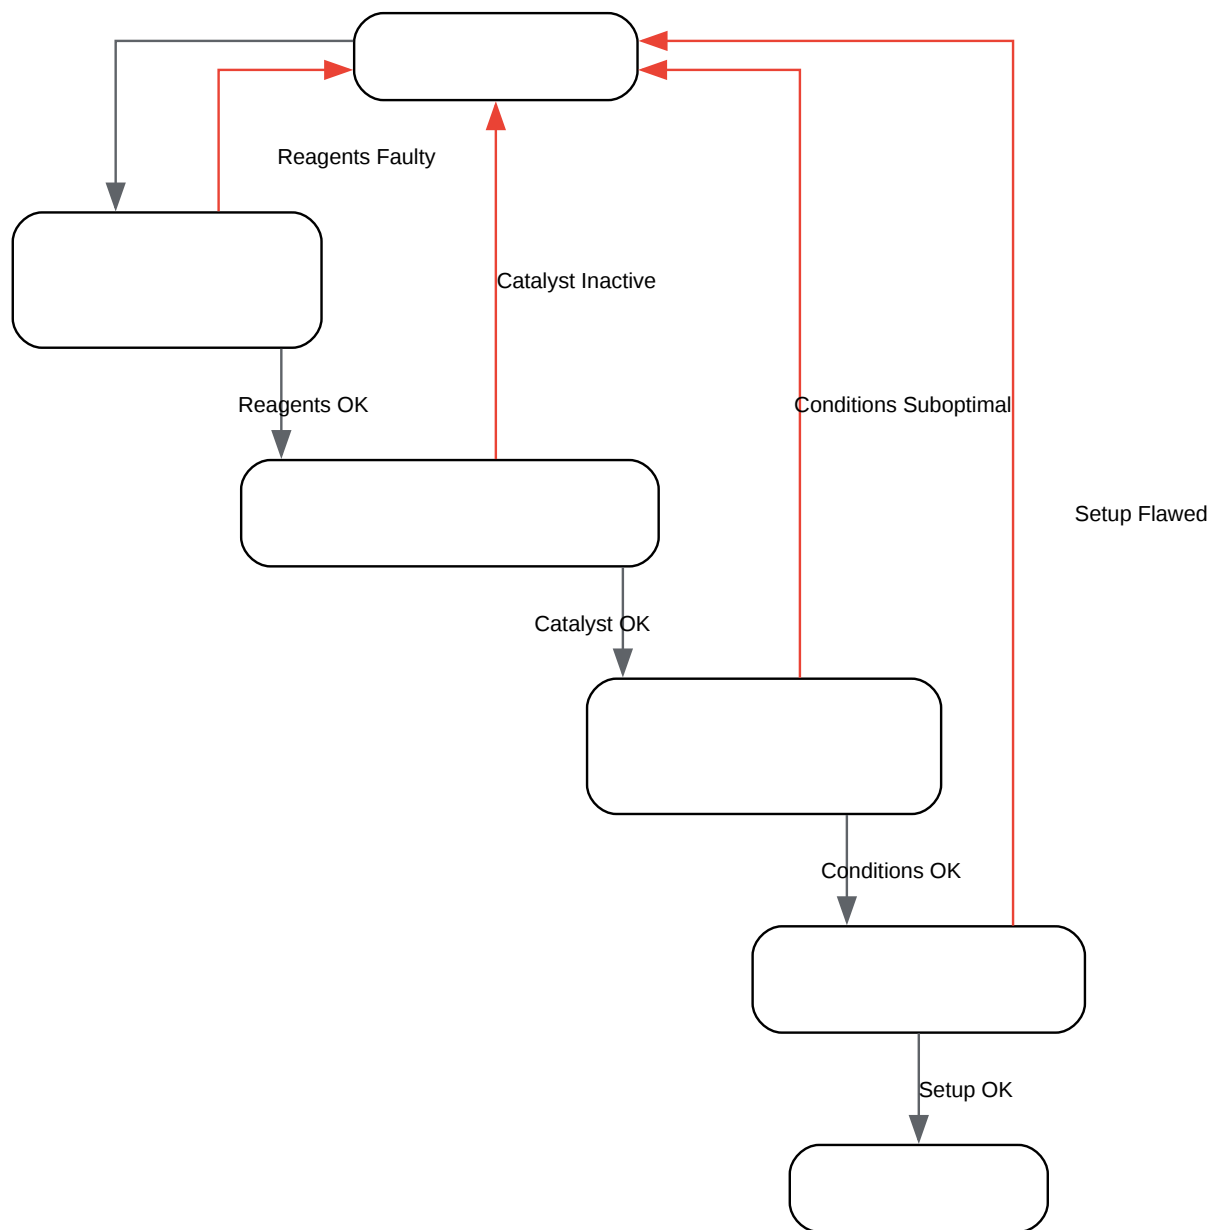 Reagents Faulty
Catalyst Inactive
Reagents OK
Conditions Suboptimal
Setup Flawed
Catalyst OK
Conditions OK
Setup OK